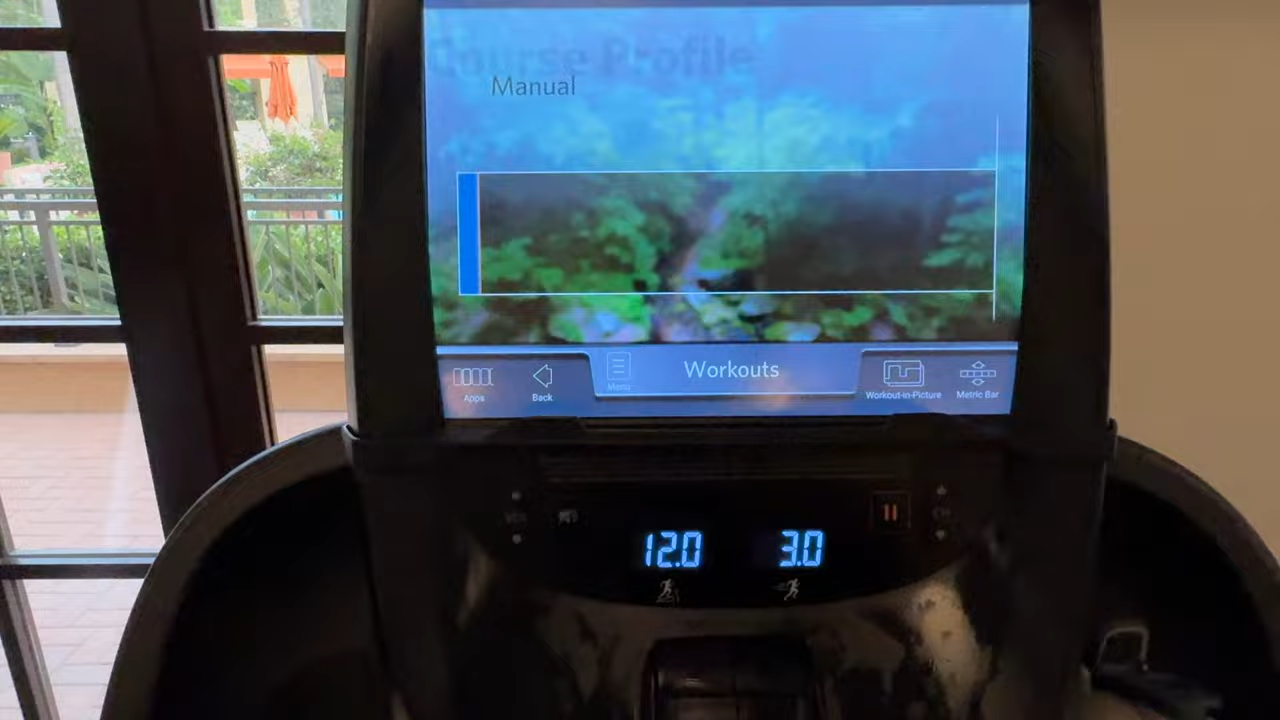 Course Profile
Manual
Apps
Back
Menu
Workouts
Workout-in-Picture
Metric Bar
12.0
3.0